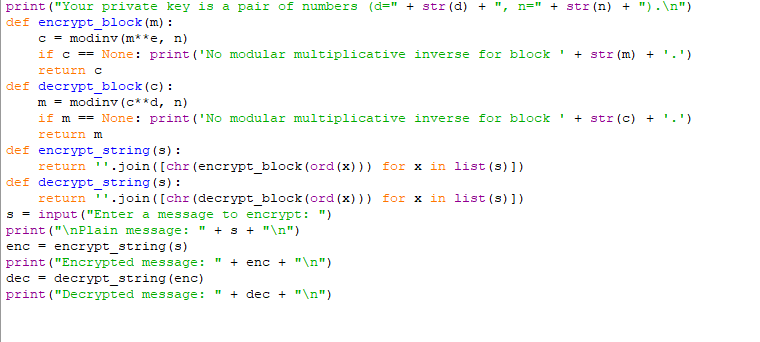 print("Your private key is a pair of numbers (d=" + str(d) + ", n=" + str(n) + ").\n")
def encrypt_block(m):
    c = modinv(m**e, n)
    if c == None: print('No modular multiplicative inverse for block ' + str(m) + '.')
    return c
def decrypt_block(c):
    m = modinv(c**d, n)
    if m == None: print('No modular multiplicative inverse for block ' + str(c) + '.')
    return m
def encrypt_string(s):
    return ''.join([chr(encrypt_block(ord(x))) for x in list(s)])
def decrypt_string(s):
    return ''.join([chr(decrypt_block(ord(x))) for x in list(s)])
s = input("Enter a message to encrypt: ")
print("\nPlain message: " + s + "\n")
enc = encrypt_string(s)
print("Encrypted message: " + enc + "\n")
dec = decrypt_string(enc)
print("Decrypted message: " + dec + "\n")